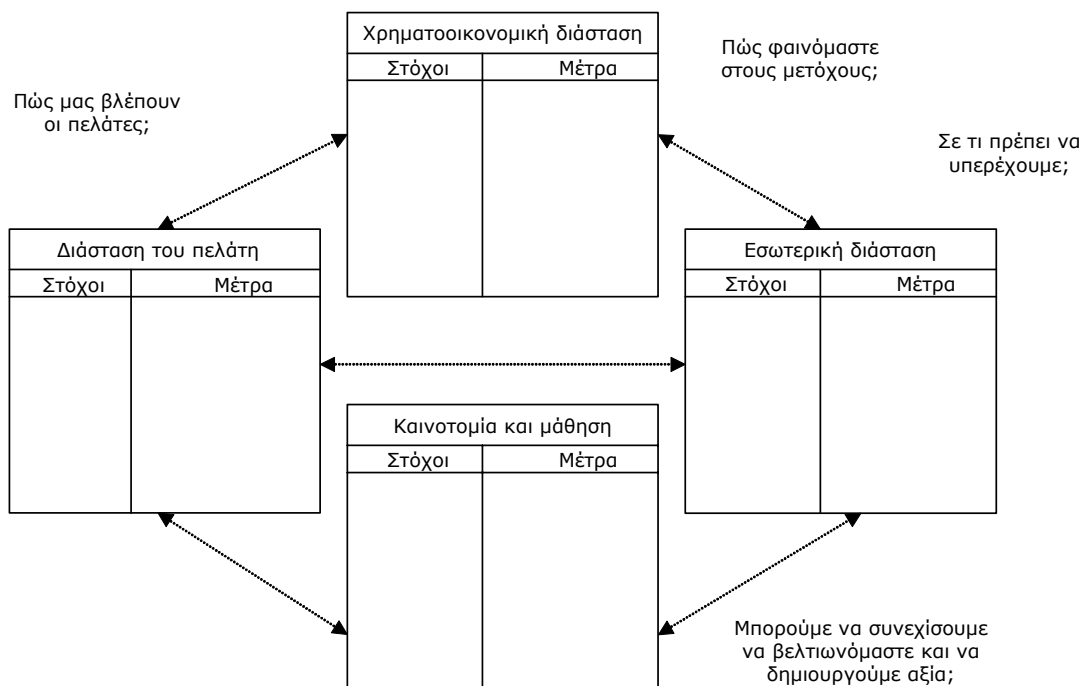 Χρηματοοικονομική διάσταση
Στόχοι Μέτρα
Πώς φαινόμαστε
στους μετόχους;
Πώς μας βλέπουν
οι πελάτες;
Σε τι πρέπει να
υπερέχουμε;
Διάσταση του πελάτη
Στόχοι Μέτρα
Εσωτερική διάσταση
Στόχοι Μέτρα
Καινοτομία και μάθηση
Στόχοι Μέτρα
Μπορούμε να συνεχίσουμε
να βελτιωνόμαστε και να
δημιουργούμε αξία;